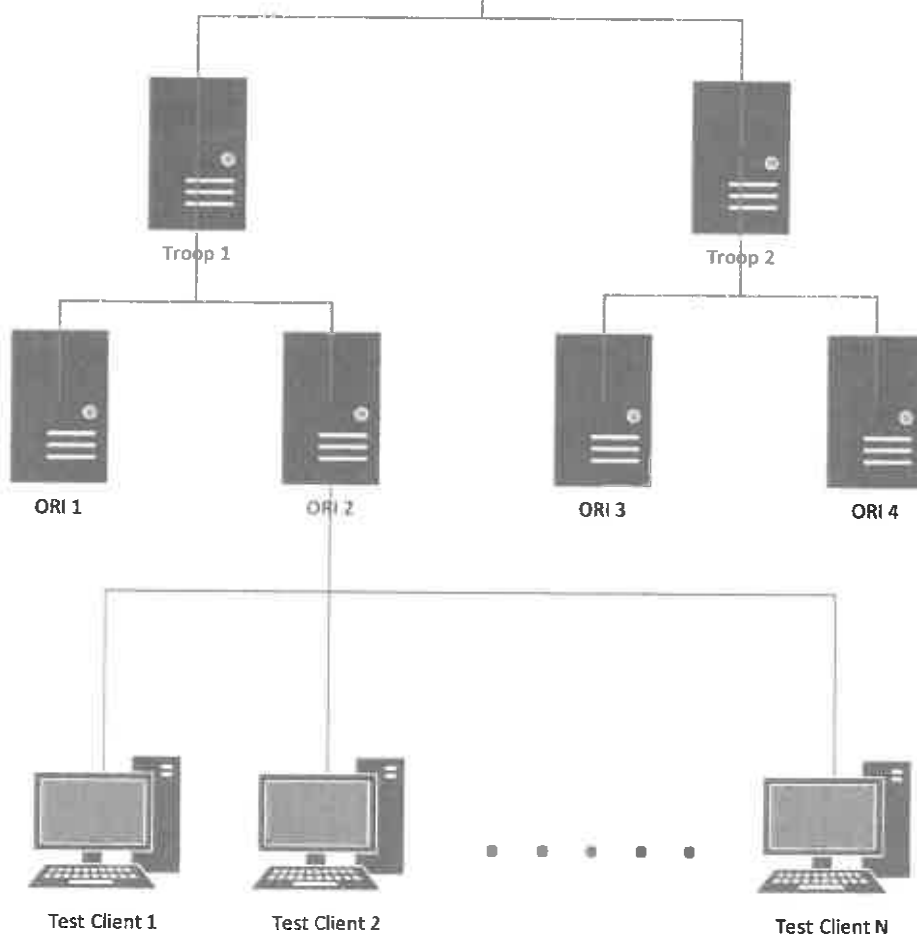 Troop 1
Troop 2
ORI 1
ORI 2
ORI 3
ORI 4
Test Client 1
Test Client 2
Test Client N